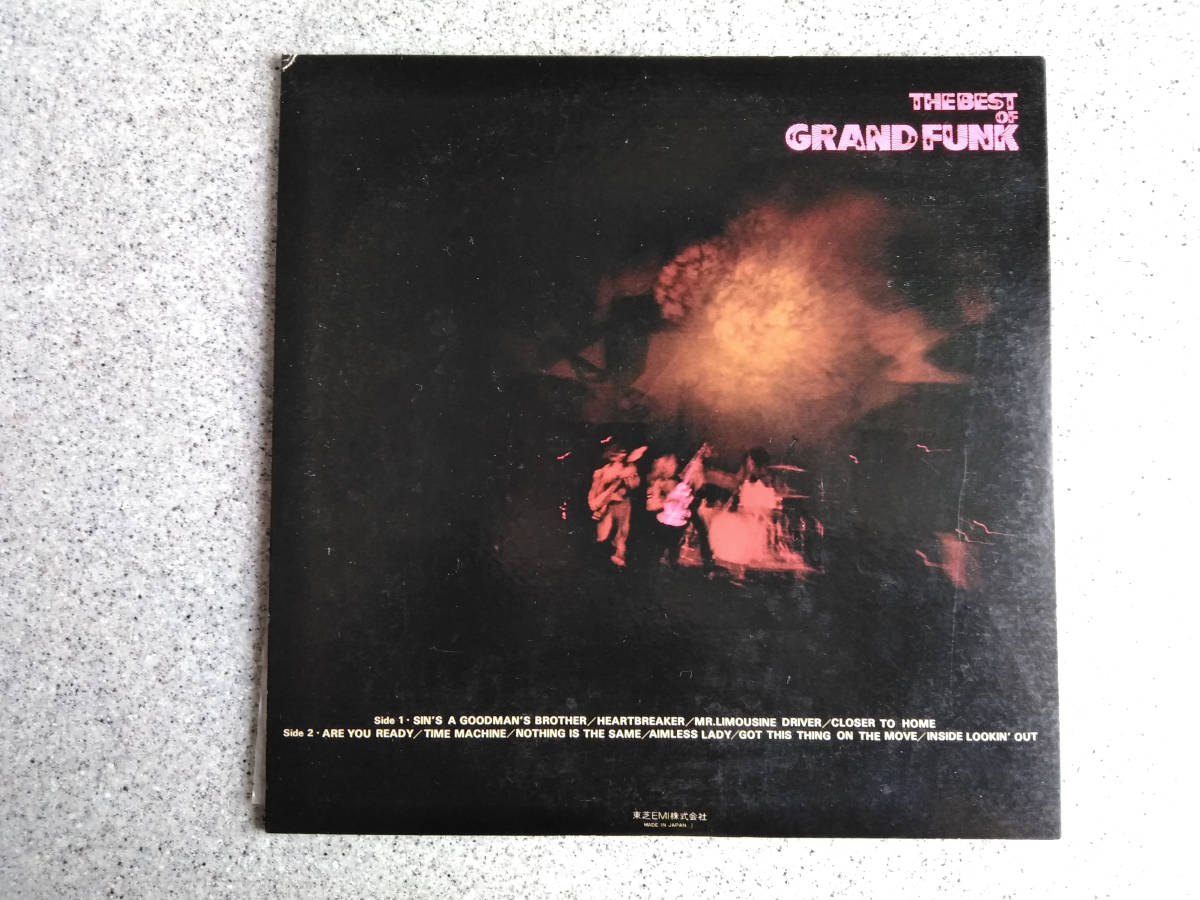 THE BEST
OF
GRAND FUNK
Side 1・SIN'S A GOODMAN'S BROTHER/HEARTBREAKER/MR.LIMOUSINE DRIVER/CLOSER TO HOME
Side 2・ARE YOU READY/TIME MACHINE/NOTHING IS THE SAME/AIMLESS LADY/GOT THIS THING ON THE MOVE/INSIDE LOOKIN' OUT
東芝EMI株式会社
MADE IN JAPAN